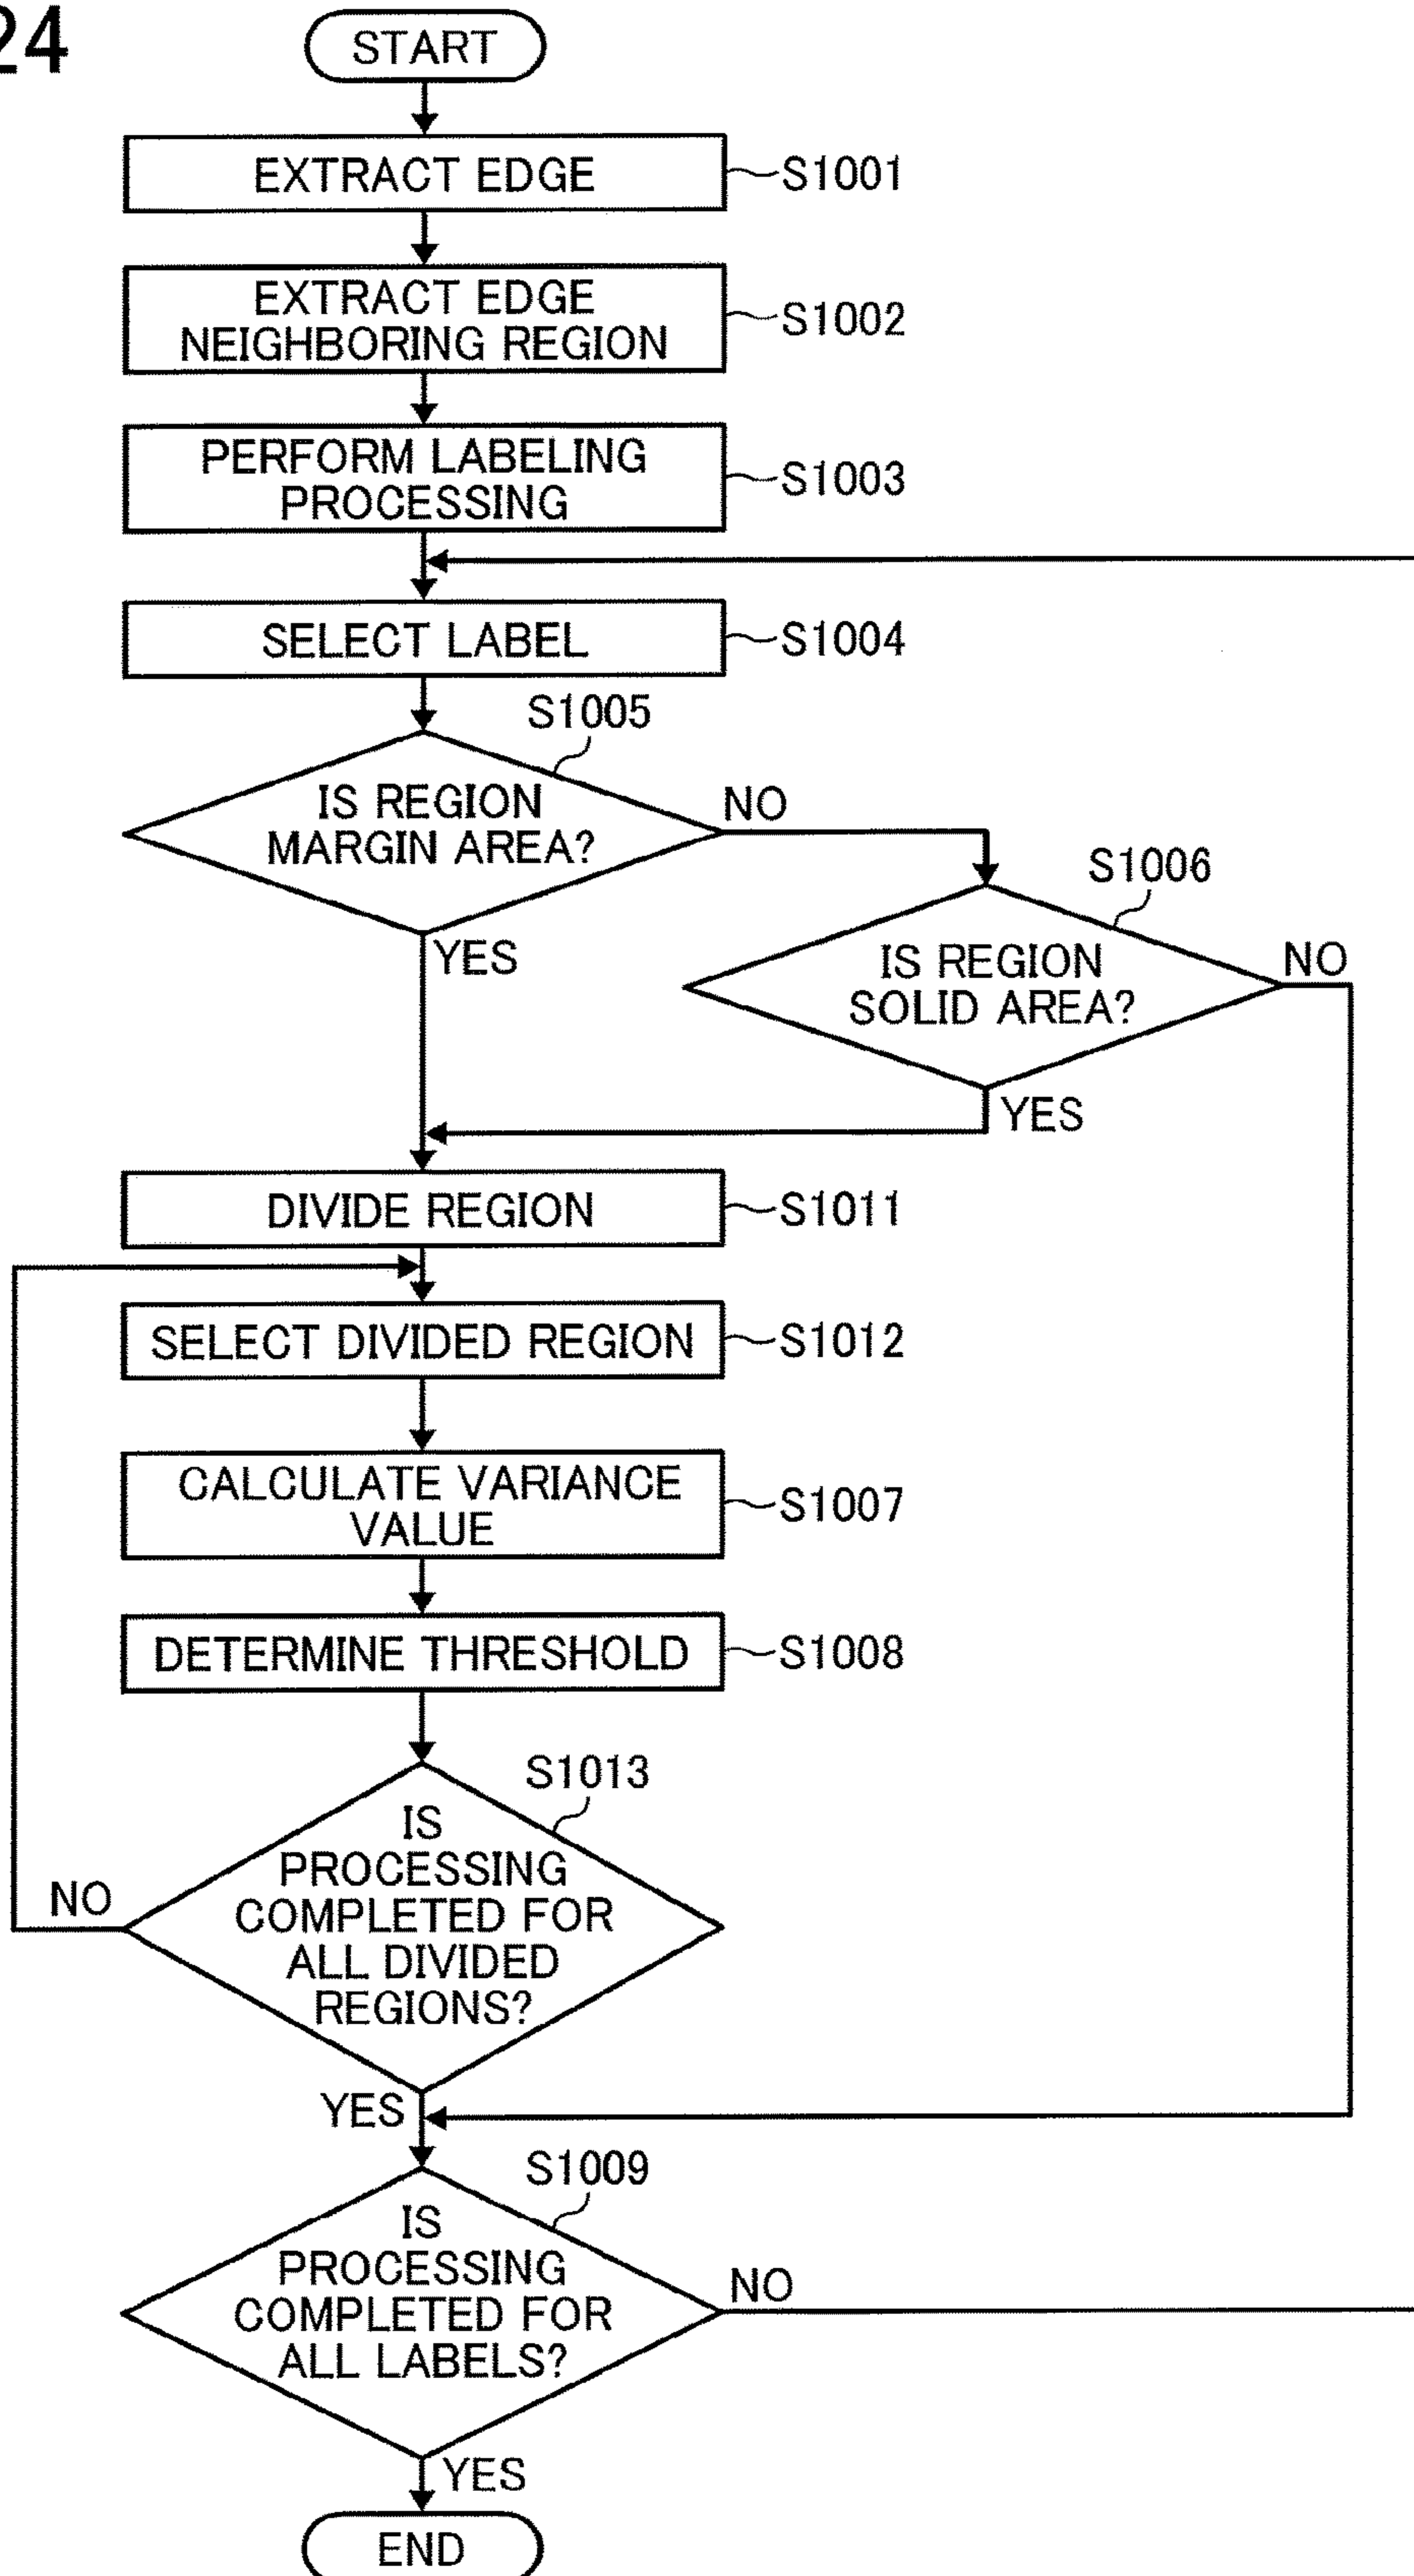 24
START
EXTRACT EDGE
S1001
EXTRACT EDGE
NEIGHBORING REGION
S1002
PERFORM LABELING
PROCESSING
S1003
SELECT LABEL
S1004
S1005
IS REGION
MARGIN AREA?
NO
YES
S1006
IS REGION
SOLID AREA?
NO
YES
DIVIDE REGION
S1011
SELECT DIVIDED REGION
S1012
CALCULATE VARIANCE
VALUE
S1007
DETERMINE THRESHOLD
S1008
S1013
IS
PROCESSING
COMPLETED FOR
ALL DIVIDED
REGIONS?
NO
YES
S1009
IS
PROCESSING
COMPLETED FOR
ALL LABELS?
NO
YES
END